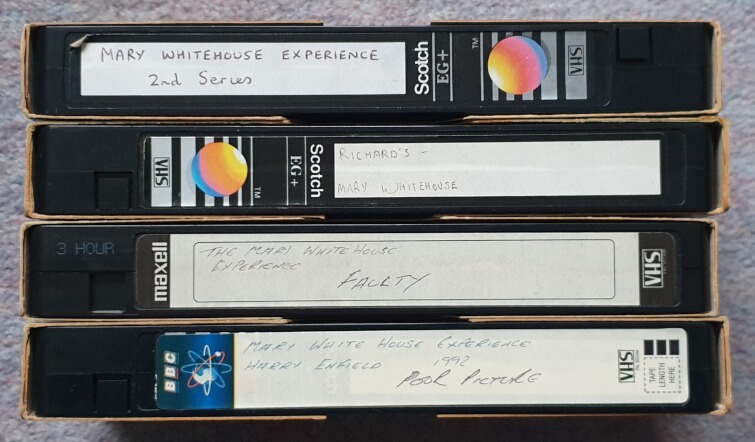 MARY WHITEHOUSE EXPERIENCE
2nd Series
Scotch
EG+
TM
VHS
VHS
TM
EG+
Scotch
RICHARD'S -
MARY WHITEHOUSE
3 HOUR
maxell
THE MARY WHITEHOUSE
EXPERIENCE
FAULTY
VHS
BBC
MARY WHITE HOUSE EXPERIENCE
HARRY ENFIELD 1992
POOR PICTURE
VHS
TAPE
LENGTH
HERE